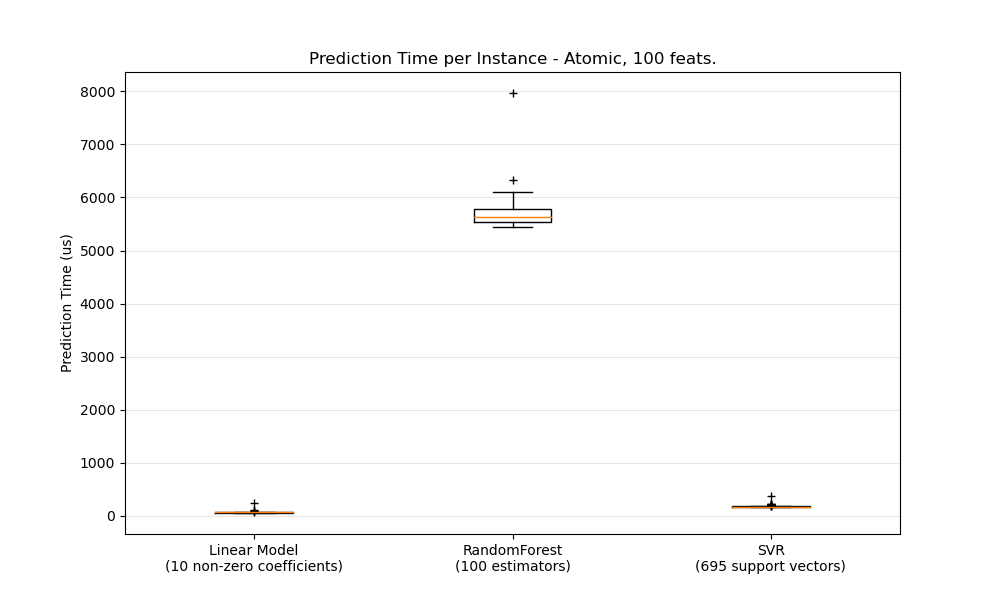 Prediction Time per Instance - Atomic, 100 feats.
8000
7000
6000
5000
4000
3000
2000
1000
0
Prediction Time (us)
Linear Model
(10 non-zero coefficients)
RandomForest
(100 estimators)
SVR
(695 support vectors)